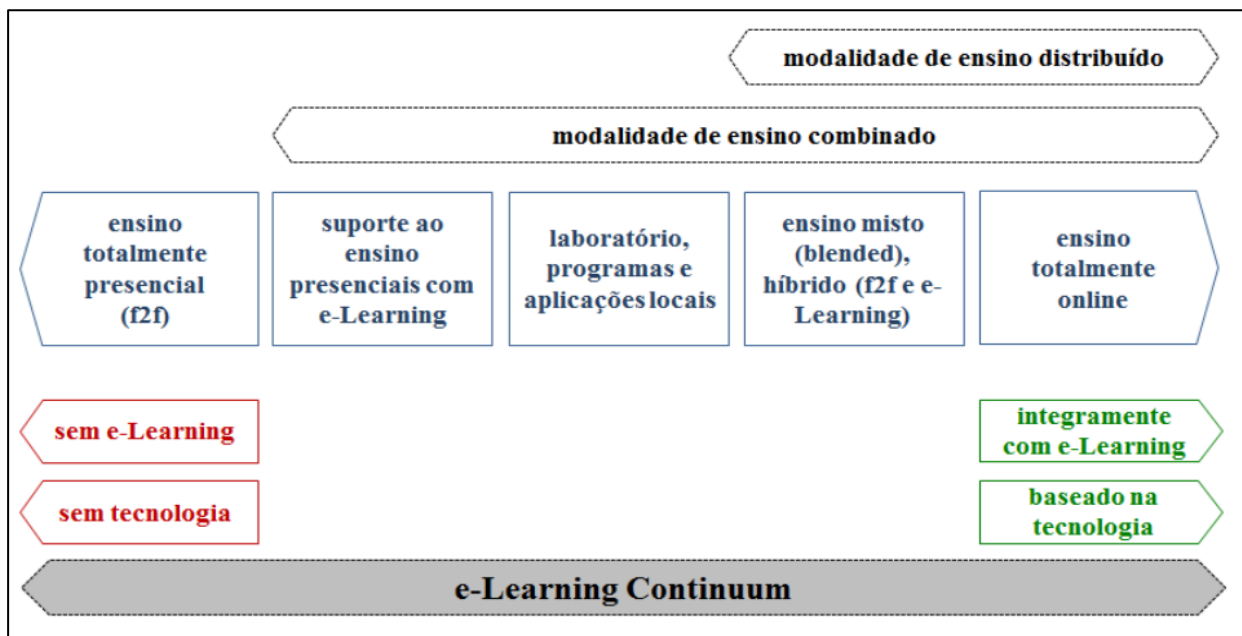 modalidade de ensino distribuído
modalidade de ensino combinado
ensino
totalmente
presencial
(f2f)
suporte ao
ensino
presenciais com
e-Learning
laboratório,
programas e
aplicações locais
ensino misto
(blended),
híbrido (f2f e e-
Learning)
ensino
totalmente
online
sem e-Learning
integramente
com e-Learning
sem tecnologia
baseado na
tecnologia
e-Learning Continuum